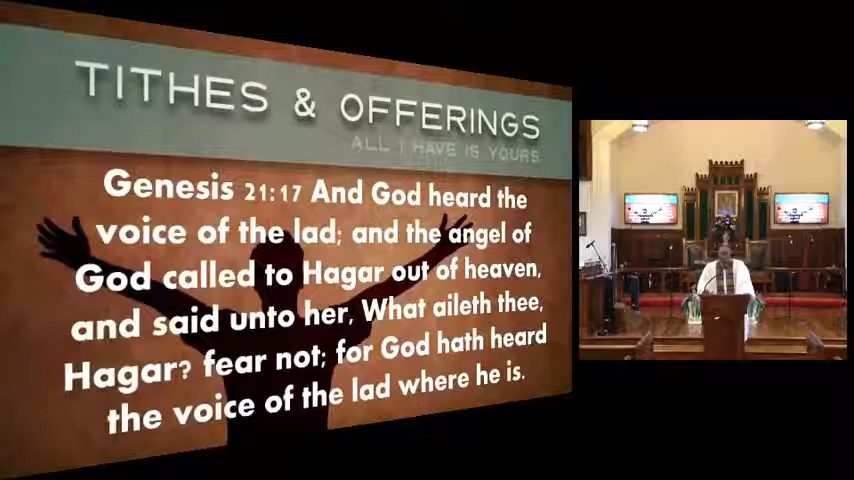 TITHES & OFFERINGS
ALL I HAVE IS YOURS
Genesis 21:17 And God heard the
voice of the lad; and the angel of
God called to Hagar out of heaven,
and said unto her, What aileth thee,
Hagar? fear not; for God hath heard
the voice of the lad where he is.